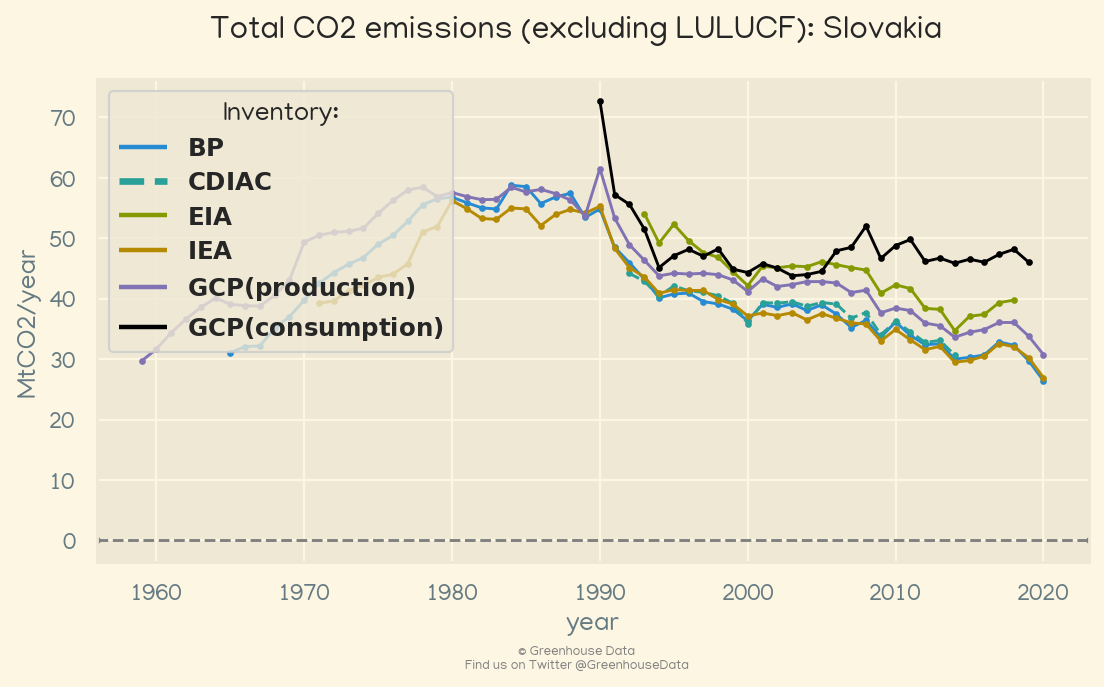 Total CO2 emissions (excluding LULUCF): Slovakia
Inventory:
BP
CDIAC
EIA
IEA
GCP(production)
GCP(consumption)
MtCO2/year
70
60
50
40
30
20
10
0
1960 1970 1980 1990 2000 2010 2020
year
© Greenhouse Data
Find us on Twitter @GreenhouseData